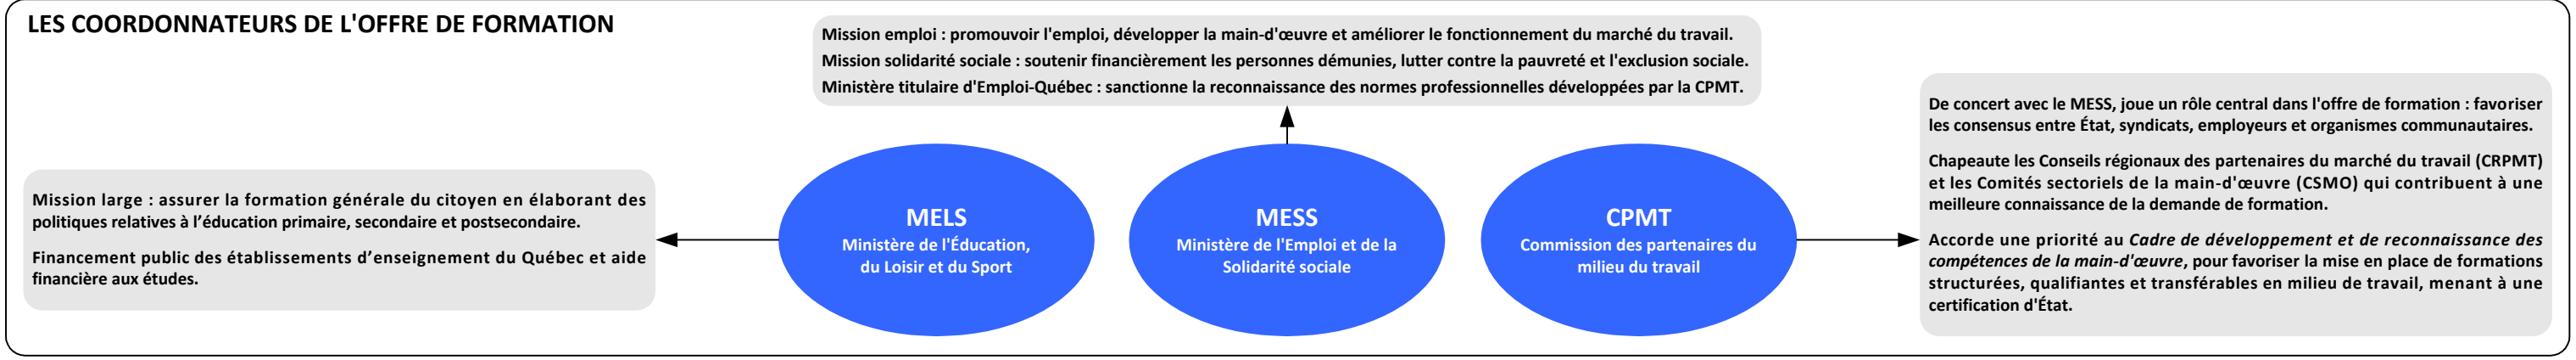 LES COORDONNATEURS DE L'OFFRE DE FORMATION
Mission emploi : promouvoir l'emploi, développer la main-d'œuvre et améliorer le fonctionnement du marché du travail.
Mission solidarité sociale : soutenir financièrement les personnes démunies, lutter contre la pauvreté et l'exclusion sociale.
Ministère titulaire d'Emploi-Québec : sanctionne la reconnaissance des normes professionnelles développées par la CPMT.
Mission large : assurer la formation générale du citoyen en élaborant des
politiques relatives à l’éducation primaire, secondaire et postsecondaire.
Financement public des établissements d’enseignement du Québec et aide
financière aux études.
MELS
Ministère de l'Éducation,
du Loisir et du Sport
MESS
Ministère de l'Emploi et de la
Solidarité sociale
CPMT
Commission des partenaires du
milieu du travail
De concert avec le MESS, joue un rôle central dans l'offre de formation : favoriser
les consensus entre État, syndicats, employeurs et organismes communautaires.
Chapeaute les Conseils régionaux des partenaires du marché du travail (CRPMT)
et les Comités sectoriels de la main-d'œuvre (CSMO) qui contribuent à une
meilleure connaissance de la demande de formation.
Accorde une priorité au Cadre de développement et de reconnaissance des
compétences de la main-d'œuvre, pour favoriser la mise en place de formations
structurées, qualifiantes et transférables en milieu de travail, menant à une
certification d'État.